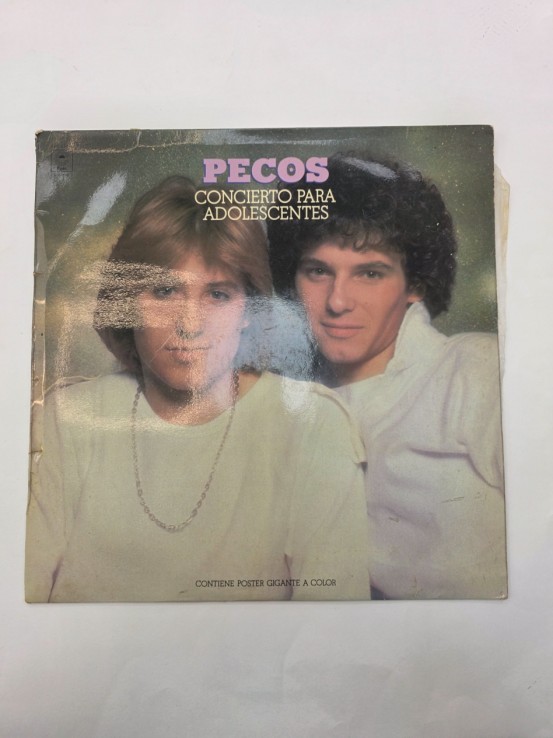 PECOS
CONCIERTO PARA
ADOLESCENTES
CONTIENE POSTER GIGANTE A COLOR